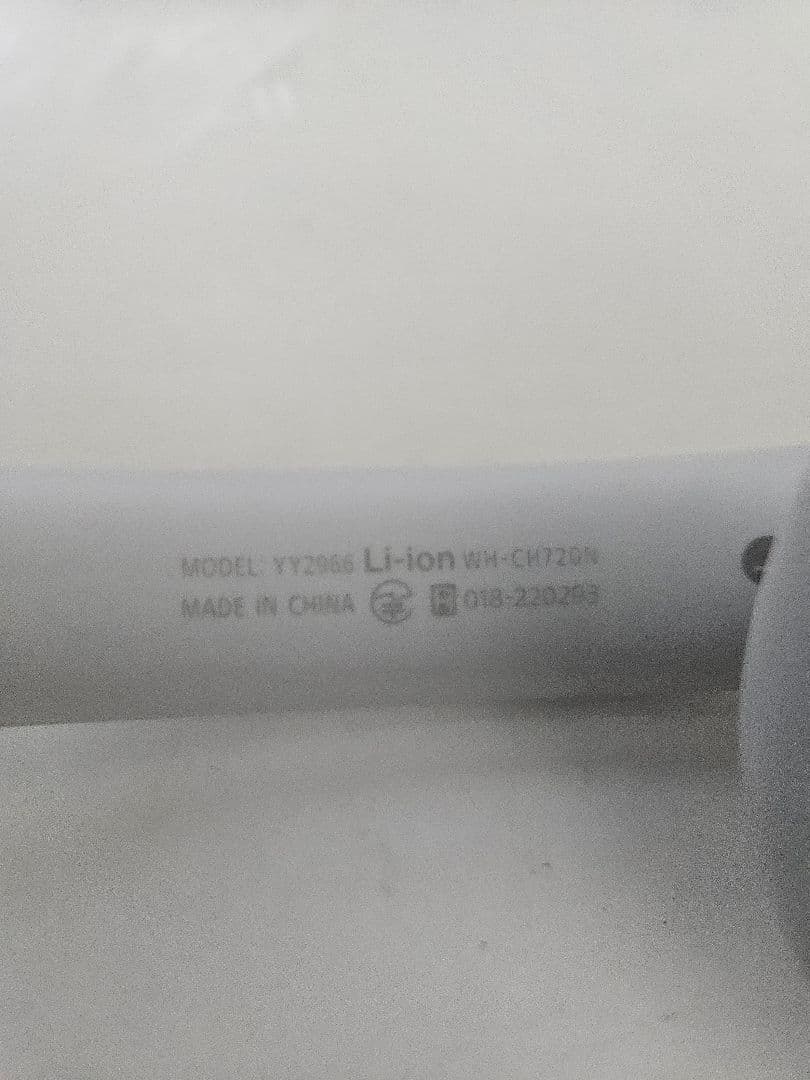 MODEL: YY2966 Li-ion WH-CH720N
MADE IN CHINA R 018-220293